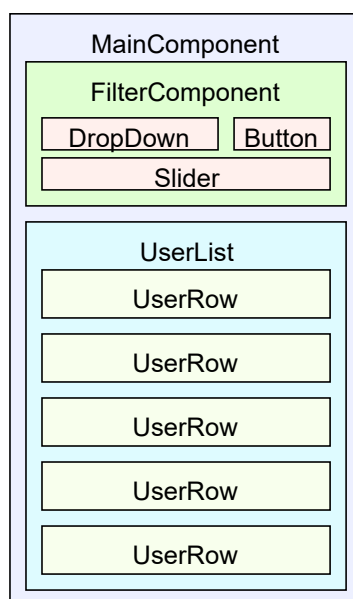 MainComponent
FilterComponent
DropDown Button
Slider
UserList
UserRow
UserRow
UserRow
UserRow
UserRow